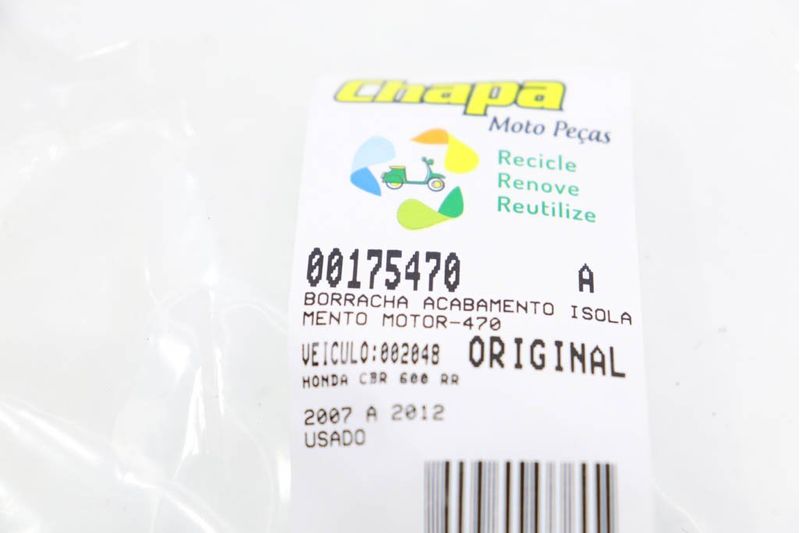 Chapa
Moto Peças
Recicle
Renove
Reutilize
00175470 A
BORRACHA ACABAMENTO ISOLA
MENTO MOTOR-470
VEICULO:002048 ORIGINAL
HONDA CBR 600 RR
2007 A 2012
USADO